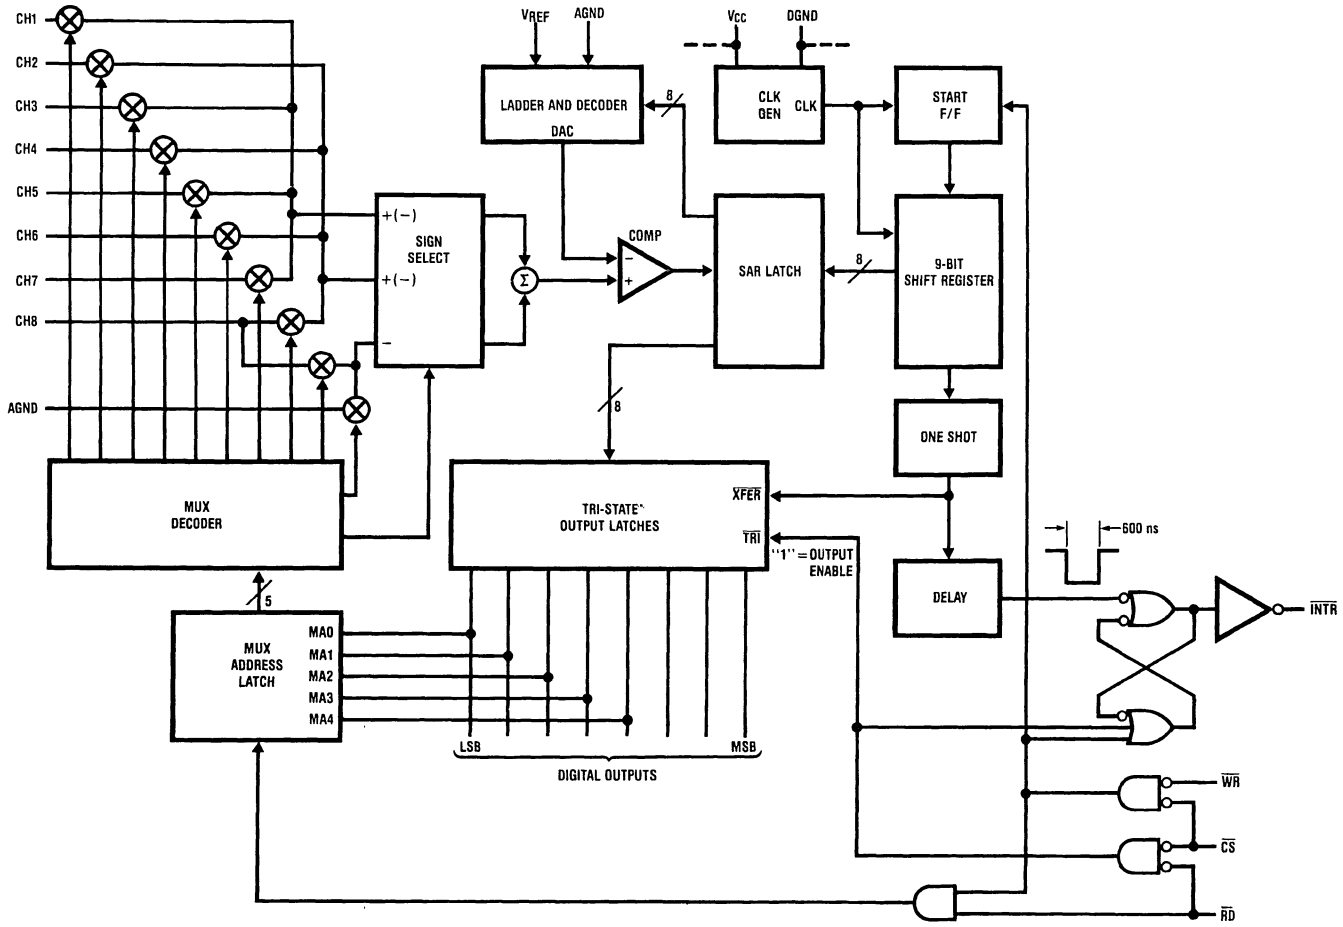 CH1
CH2
CH3
CH4
CH5
CH6
CH7
CH8
AGND
VREF
AGND
VCC
DGND
LADDER AND DECODER
DAC
8
CLK
GEN
CLK
START
F/F
+(−)
SIGN
SELECT
+(−)
−
Σ
COMP
−
+
SAR LATCH
8
9-BIT
SHIFT REGISTER
8
ONE SHOT
MUX
DECODER
TRI-STATE*
OUTPUT LATCHES
XFER
TRI
"1" = OUTPUT
ENABLE
DELAY
600 ns
INTR
5
MUX
ADDRESS
LATCH
MA0
MA1
MA2
MA3
MA4
LSB
MSB
DIGITAL OUTPUTS
WR
CS
RD